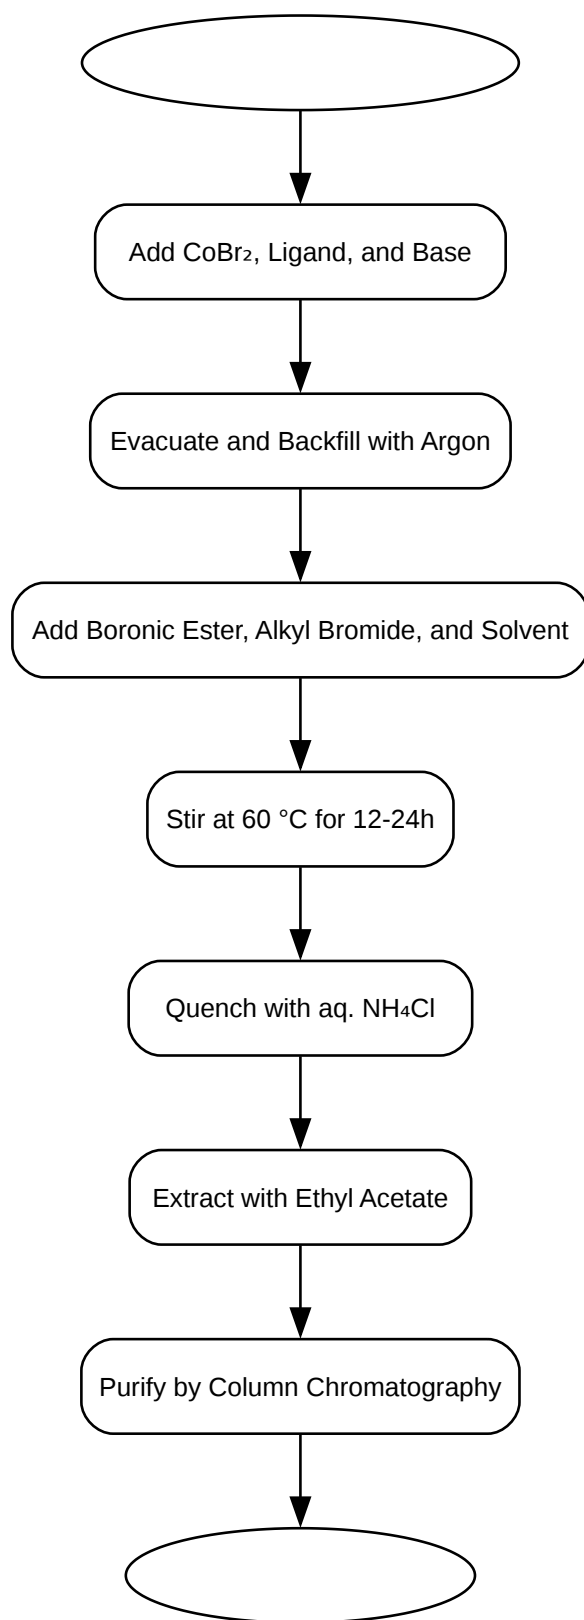 Add CoBr₂, Ligand, and Base
Evacuate and Backfill with Argon
Add Boronic Ester, Alkyl Bromide, and Solvent
Stir at 60 °C for 12-24h
Quench with aq. NH₄Cl
Extract with Ethyl Acetate
Purify by Column Chromatography